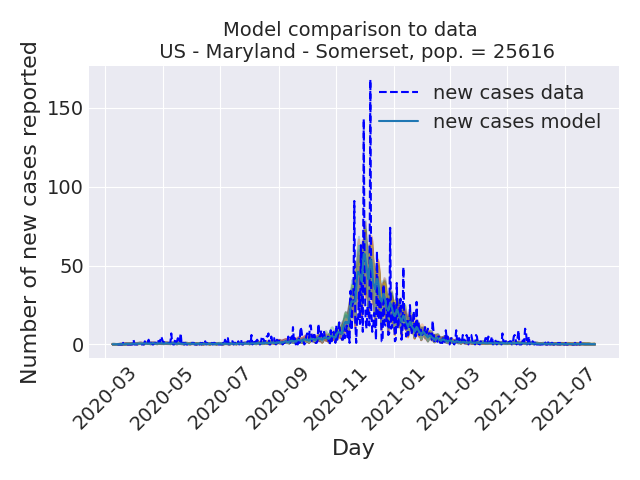 Model comparison to data
US - Maryland - Somerset, pop. = 25616
Number of new cases reported
150
100
50
0
new cases data
new cases model
2020-03
2020-05
2020-07
2020-09
2020-11
2021-01
2021-03
2021-05
2021-07
Day